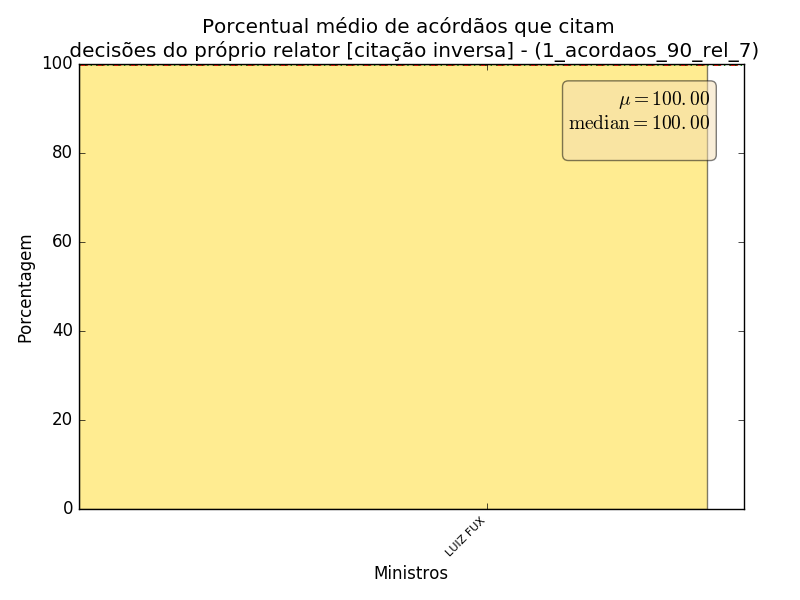 Porcentual médio de acórdãos que citam
decisões do próprio relator [citação inversa] - (1_acordaos_90_rel_7)
100
80
60
40
20
0
Porcentagem
μ = 100.00
median = 100.00
LUIZ FUX
Ministros